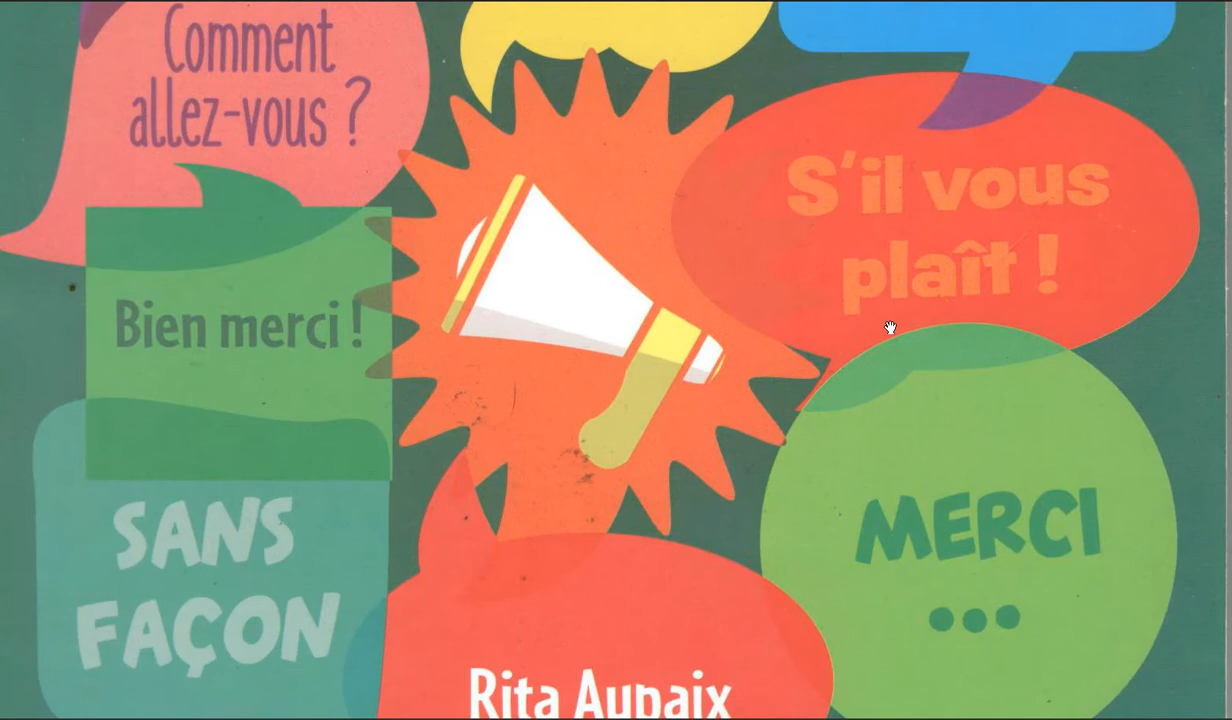 Comment
allez-vous ?
S'il vous
plaît !
Bien merci !
SANS
FAÇON
MERCI
...
Rita Aupaix